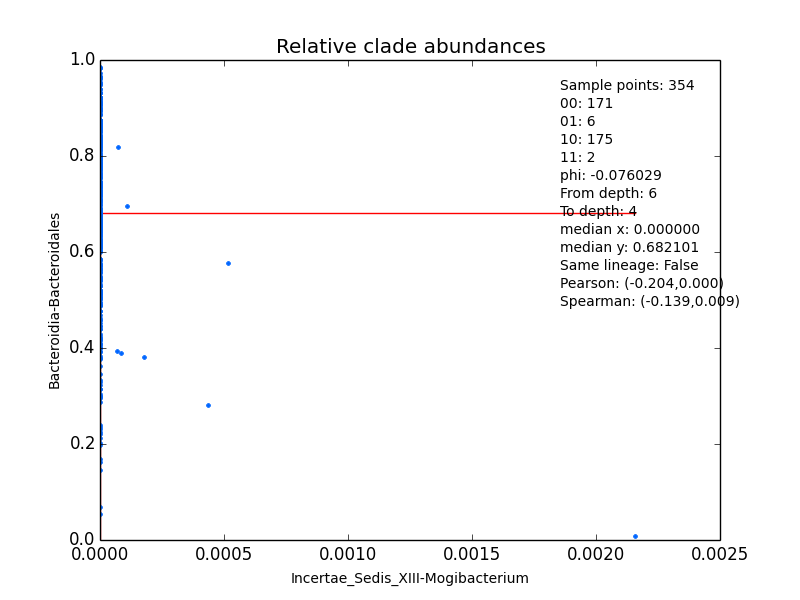 Relative clade abundances
1.0
0.8
0.6
0.4
0.2
0.0
Bacteroidia-Bacteroidales
Sample points: 354
00: 171
01: 6
10: 175
11: 2
phi: -0.076029
From depth: 6
To depth: 4
median x: 0.000000
median y: 0.682101
Same lineage: False
Pearson: (-0.204,0.000)
Spearman: (-0.139,0.009)
0.0000 0.0005 0.0010 0.0015 0.0020 0.0025
Incertae_Sedis_XIII-Mogibacterium